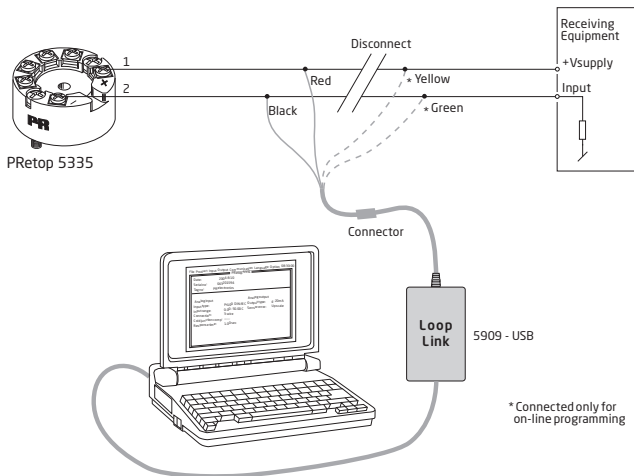 Receiving
Equipment
+Vsupply
Input
Disconnect
1
2
Red
Black
* Yellow
* Green
PR
PRetop 5335
Connector
Loop
Link
5909 - USB
* Connected only for
on-line programming